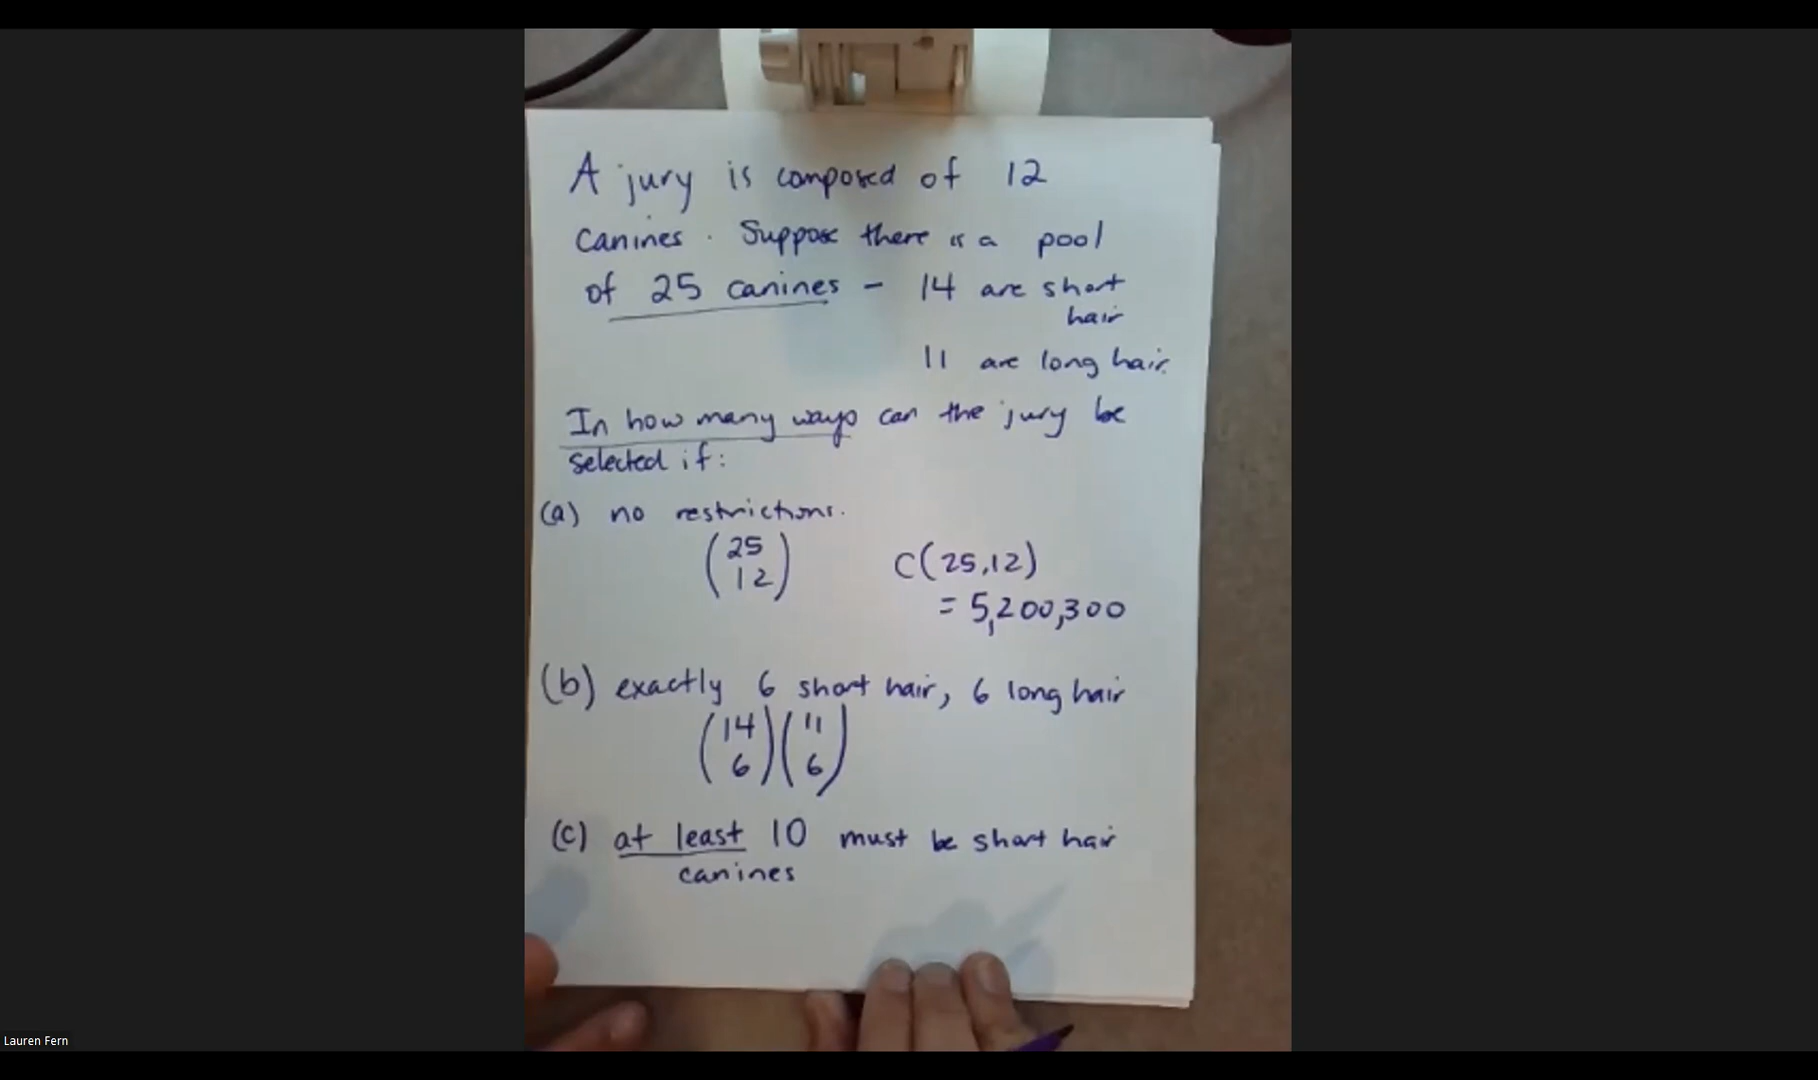 A jury is composed of 12
canines. Suppose there is a pool
of 25 canines - 14 are short
hair
11 are long hair.
In how many ways can the jury be
selected if:
(a) no restrictions.
(25
12)
C(25,12)
= 5,200,300
(b) exactly 6 short hair, 6 long hair
(14
6)(11
6)
(c) at least 10 must be short hair
canines
Lauren Fern